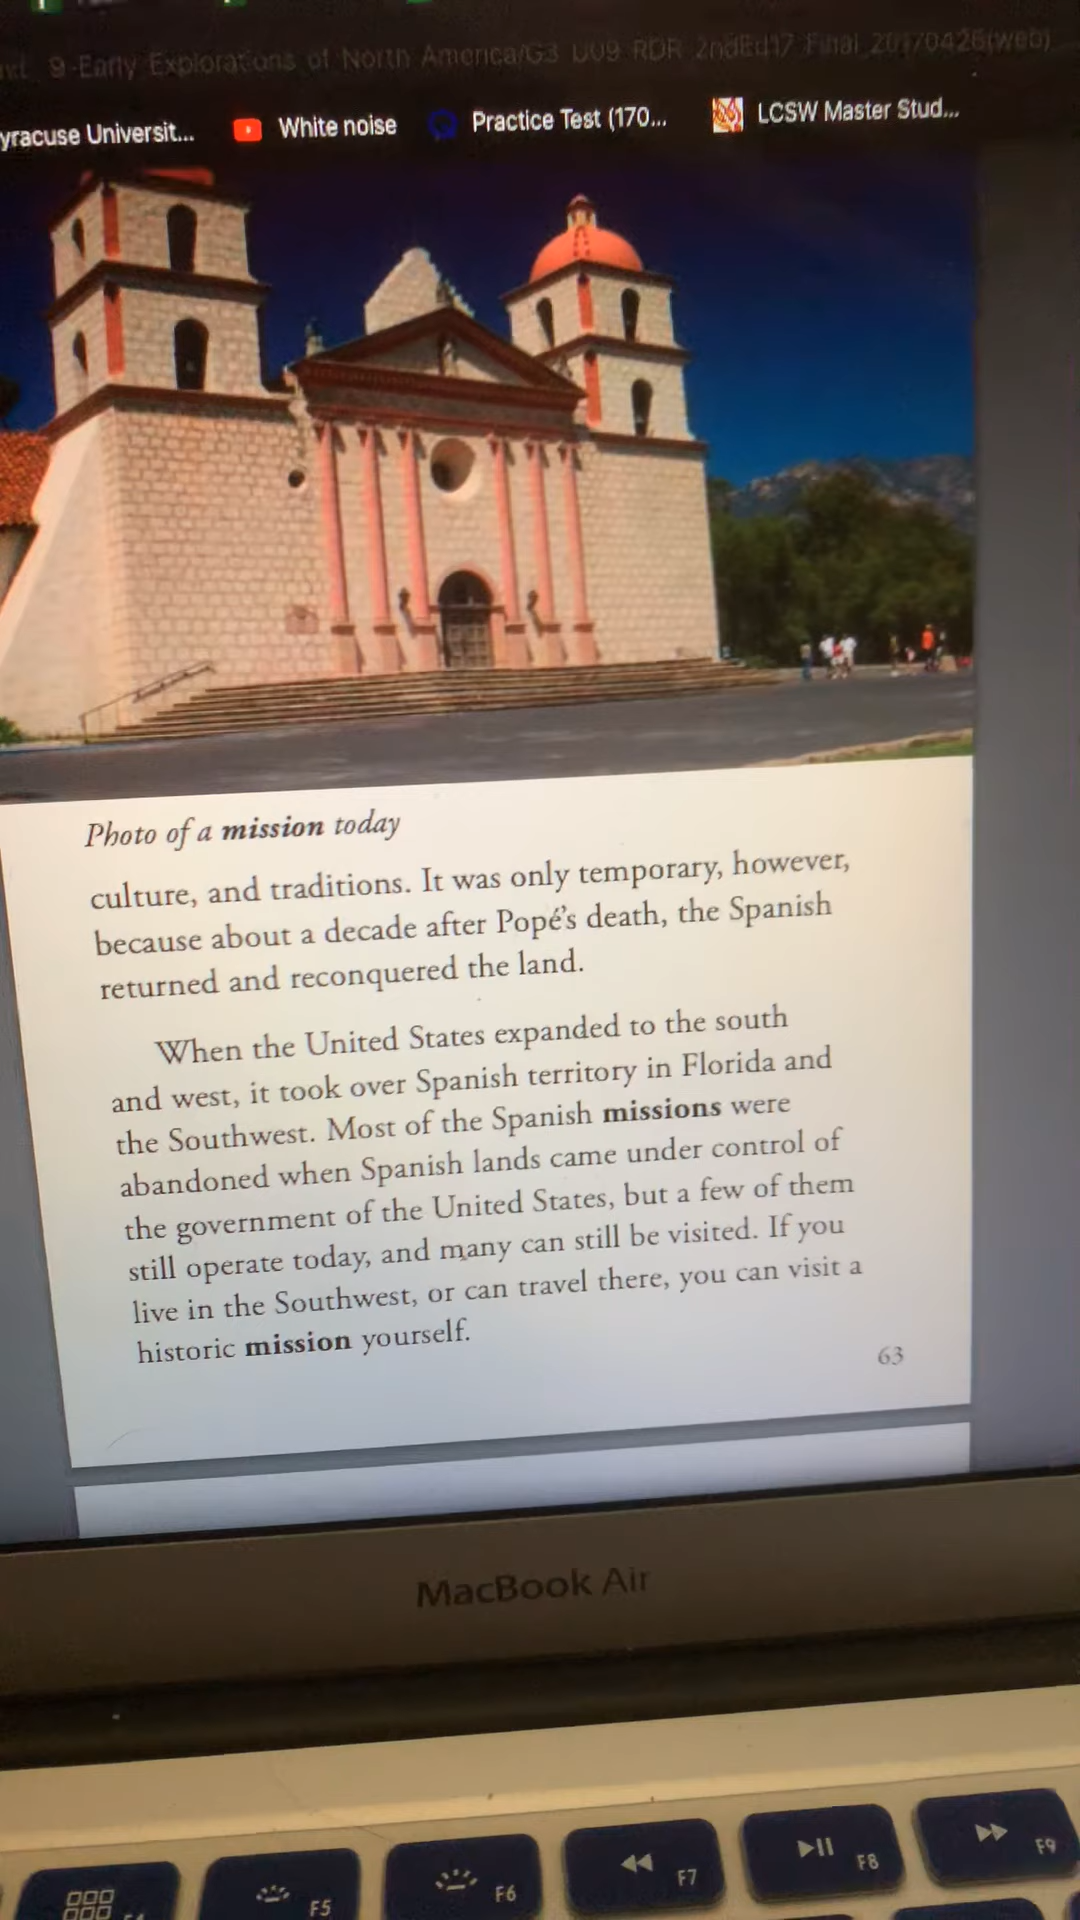 9-Early Explorations of North America/G3 U09 RDR 2ndEd17 Final_20170426(web)
yracuse Universit...
White noise
Practice Test (170...
LCSW Master Stud...
Photo of a mission today
culture, and traditions. It was only temporary, however,
because about a decade after Popé’s death, the Spanish
returned and reconquered the land.
When the United States expanded to the south
and west, it took over Spanish territory in Florida and
the Southwest. Most of the Spanish missions were
abandoned when Spanish lands came under control of
the government of the United States, but a few of them
still operate today, and many can still be visited. If you
live in the Southwest, or can travel there, you can visit a
historic mission yourself.
63
MacBook Air
F5
F6
F7
F8
F9